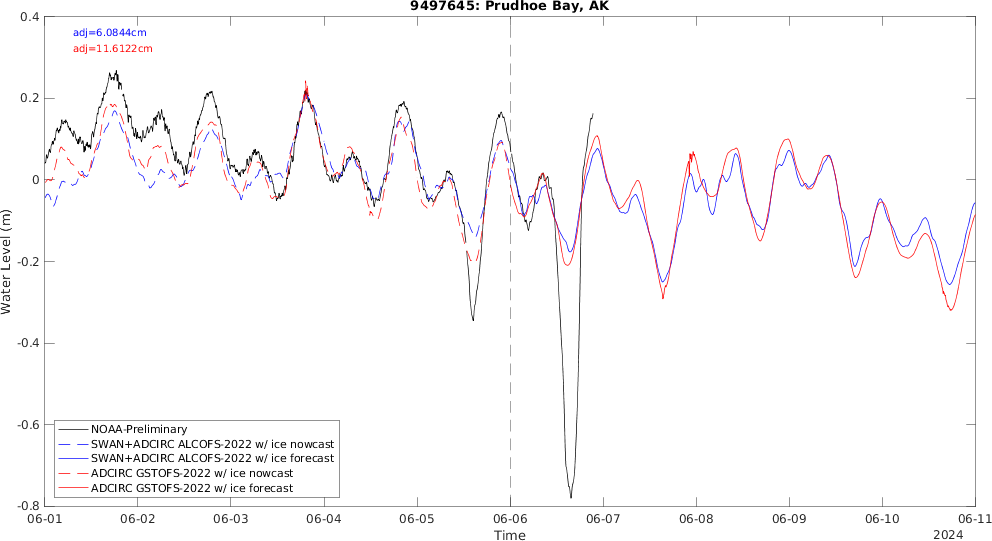 9497645: Prudhoe Bay, AK
adj=6.0844cm
adj=11.6122cm
0.4
0.2
0
-0.2
-0.4
-0.6
-0.8
Water Level (m)
NOAA-Preliminary
SWAN+ADCIRC ALCOFS-2022 w/ ice nowcast
SWAN+ADCIRC ALCOFS-2022 w/ ice forecast
ADCIRC GSTOFS-2022 w/ ice nowcast
ADCIRC GSTOFS-2022 w/ ice forecast
06-01 06-02 06-03 06-04 06-05 06-06 06-07 06-08 06-09 06-10 06-11
Time
2024